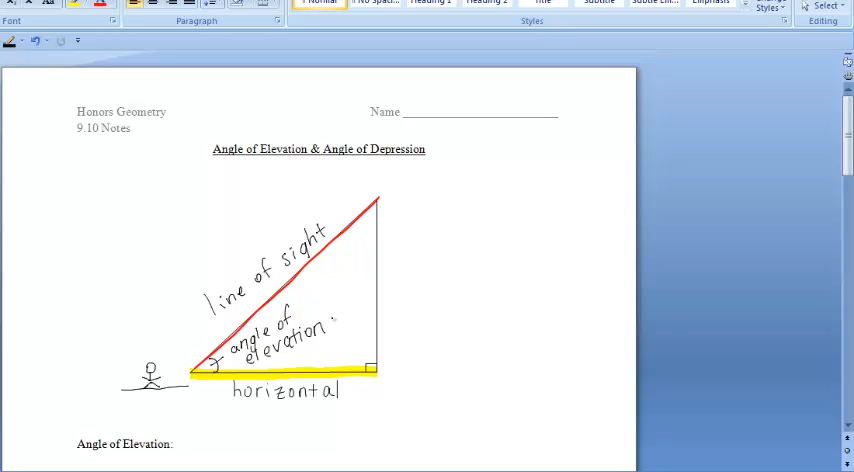 Normal
No Spaci...
Heading 1
Heading 2
Title
Subtitle
Subtle Em...
Emphasis
Change
Styles
Select
Font
Paragraph
Styles
Editing
Honors Geometry
Name
9.10 Notes
Angle of Elevation & Angle of Depression
line of sight
angle of
elevation
horizontal
Angle of Elevation: